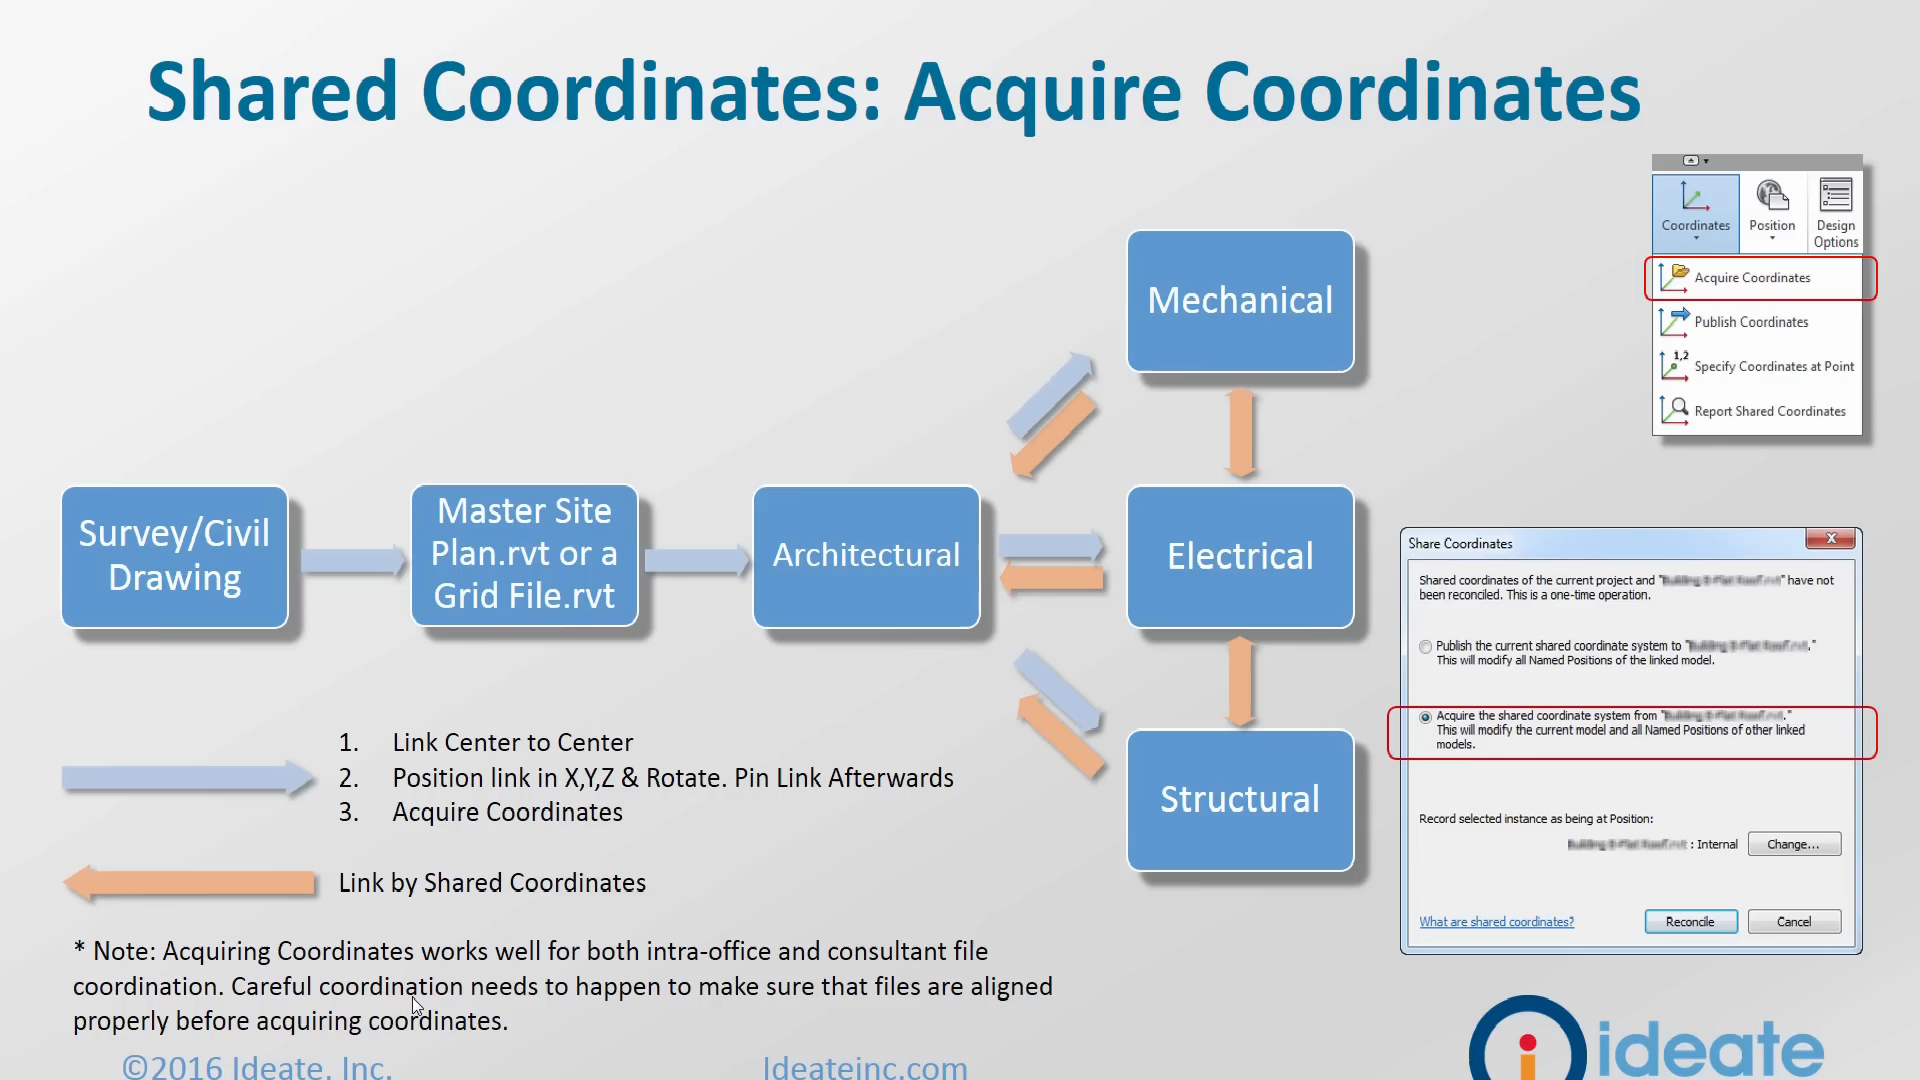 Shared Coordinates: Acquire Coordinates
Coordinates
Position
Design
Options
Acquire Coordinates
Publish Coordinates
1,2
Specify Coordinates at Point
Report Shared Coordinates
Mechanical
Survey/Civil
Drawing
Master Site
Plan.rvt or a
Grid File.rvt
Architectural
Electrical
Structural
Share Coordinates
Shared coordinates of the current project and " " have not
been reconciled. This is a one-time operation.
Publish the current shared coordinate system to " ."
This will modify all Named Positions of the linked model.
Acquire the shared coordinate system from " ."
This will modify the current model and all Named Positions of other linked
models.
Record selected instance as being at Position:
: Internal
Change...
What are shared coordinates?
Reconcile
Cancel
1. Link Center to Center
2. Position link in X,Y,Z & Rotate. Pin Link Afterwards
3. Acquire Coordinates
Link by Shared Coordinates
* Note: Acquiring Coordinates works well for both intra-office and consultant file
coordination. Careful coordination needs to happen to make sure that files are aligned
properly before acquiring coordinates.
©2016 Ideate, Inc.
Ideateinc.com
ideate